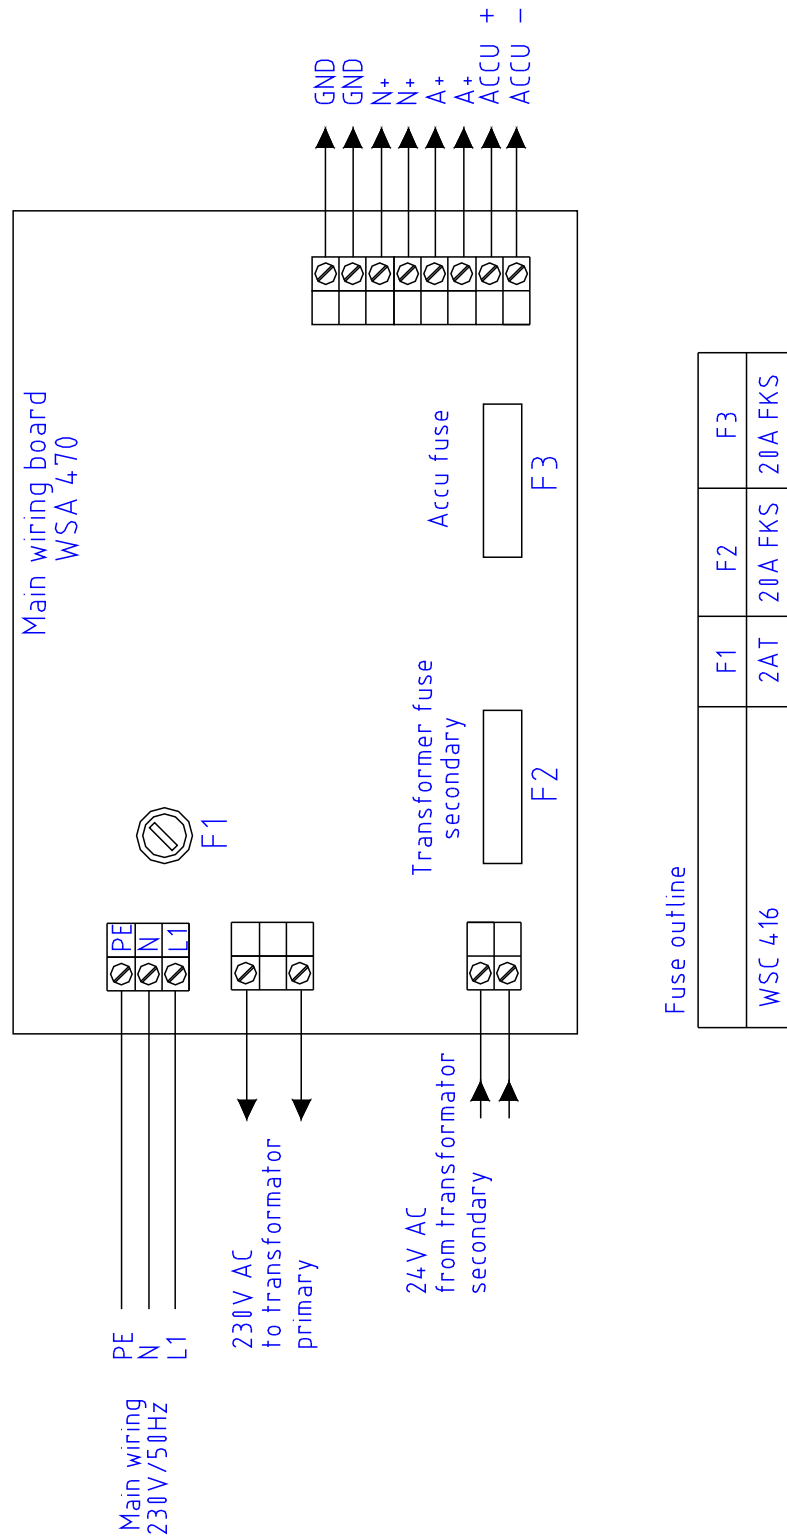 Main wiring board
WSA 470
GND
GND
N+
N+
A+
A+
ACCU +
ACCU -
PE
N
L1
Main wiring
230V/50Hz
PE
N
L1
F1
230V AC
to transformator
primary
Transformer fuse
secondary
F2
Accu fuse
F3
24V AC
from transformator
secondary
Fuse outline
F1 F2 F3
WSC 416 2AT 20A FKS 20A FKS